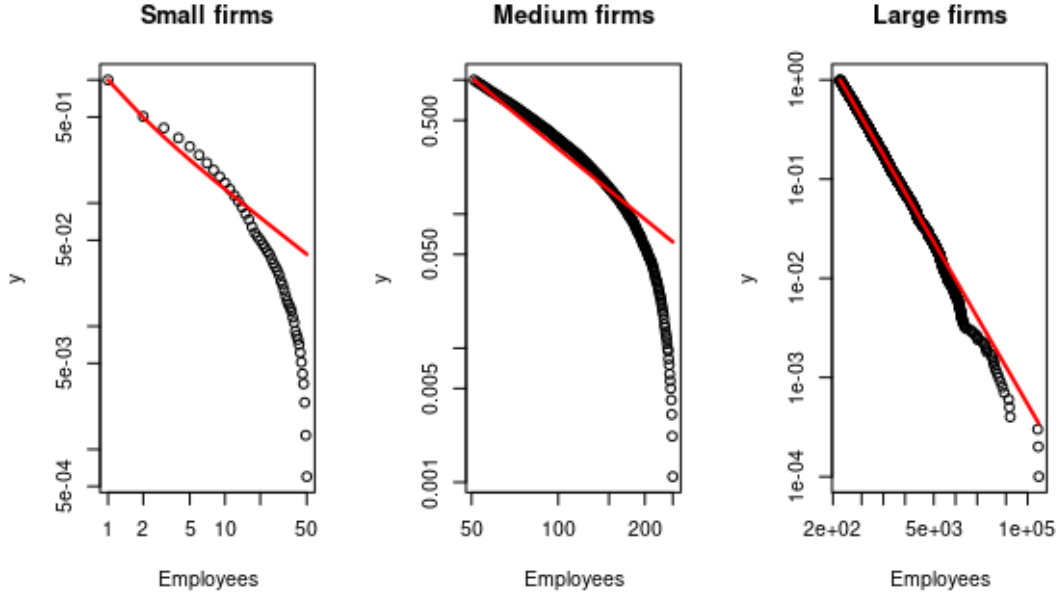 Small firms
y
5e-01
5e-02
5e-03
5e-04
1 2 5 10 50
Employees
Medium firms
y
0.500
0.050
0.005
0.001
50 100 200
Employees
Large firms
y
1e+00
1e-01
1e-02
1e-03
1e-04
2e+02 5e+03 1e+05
Employees